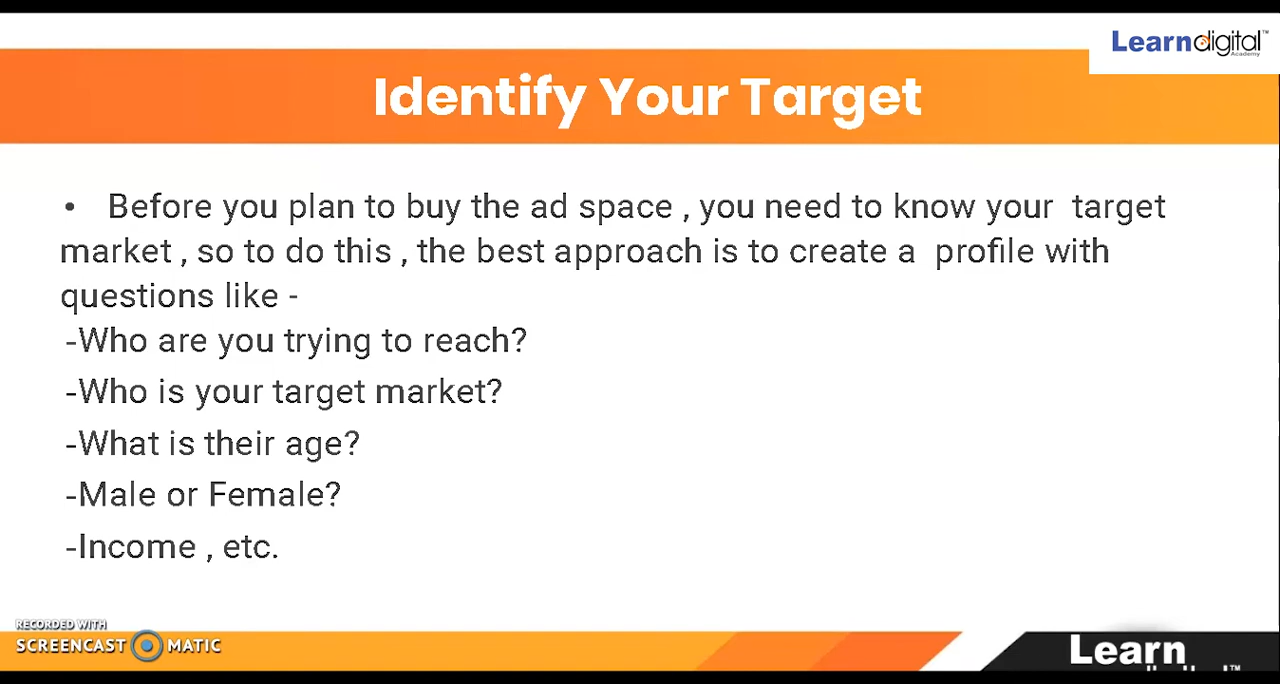 Learndigital™
Academy
Identify Your Target
• Before you plan to buy the ad space , you need to know your target
market , so to do this , the best approach is to create a profile with
questions like -
-Who are you trying to reach?
-Who is your target market?
-What is their age?
-Male or Female?
-Income , etc.
RECORDED WITH
SCREENCAST MATIC
Learn